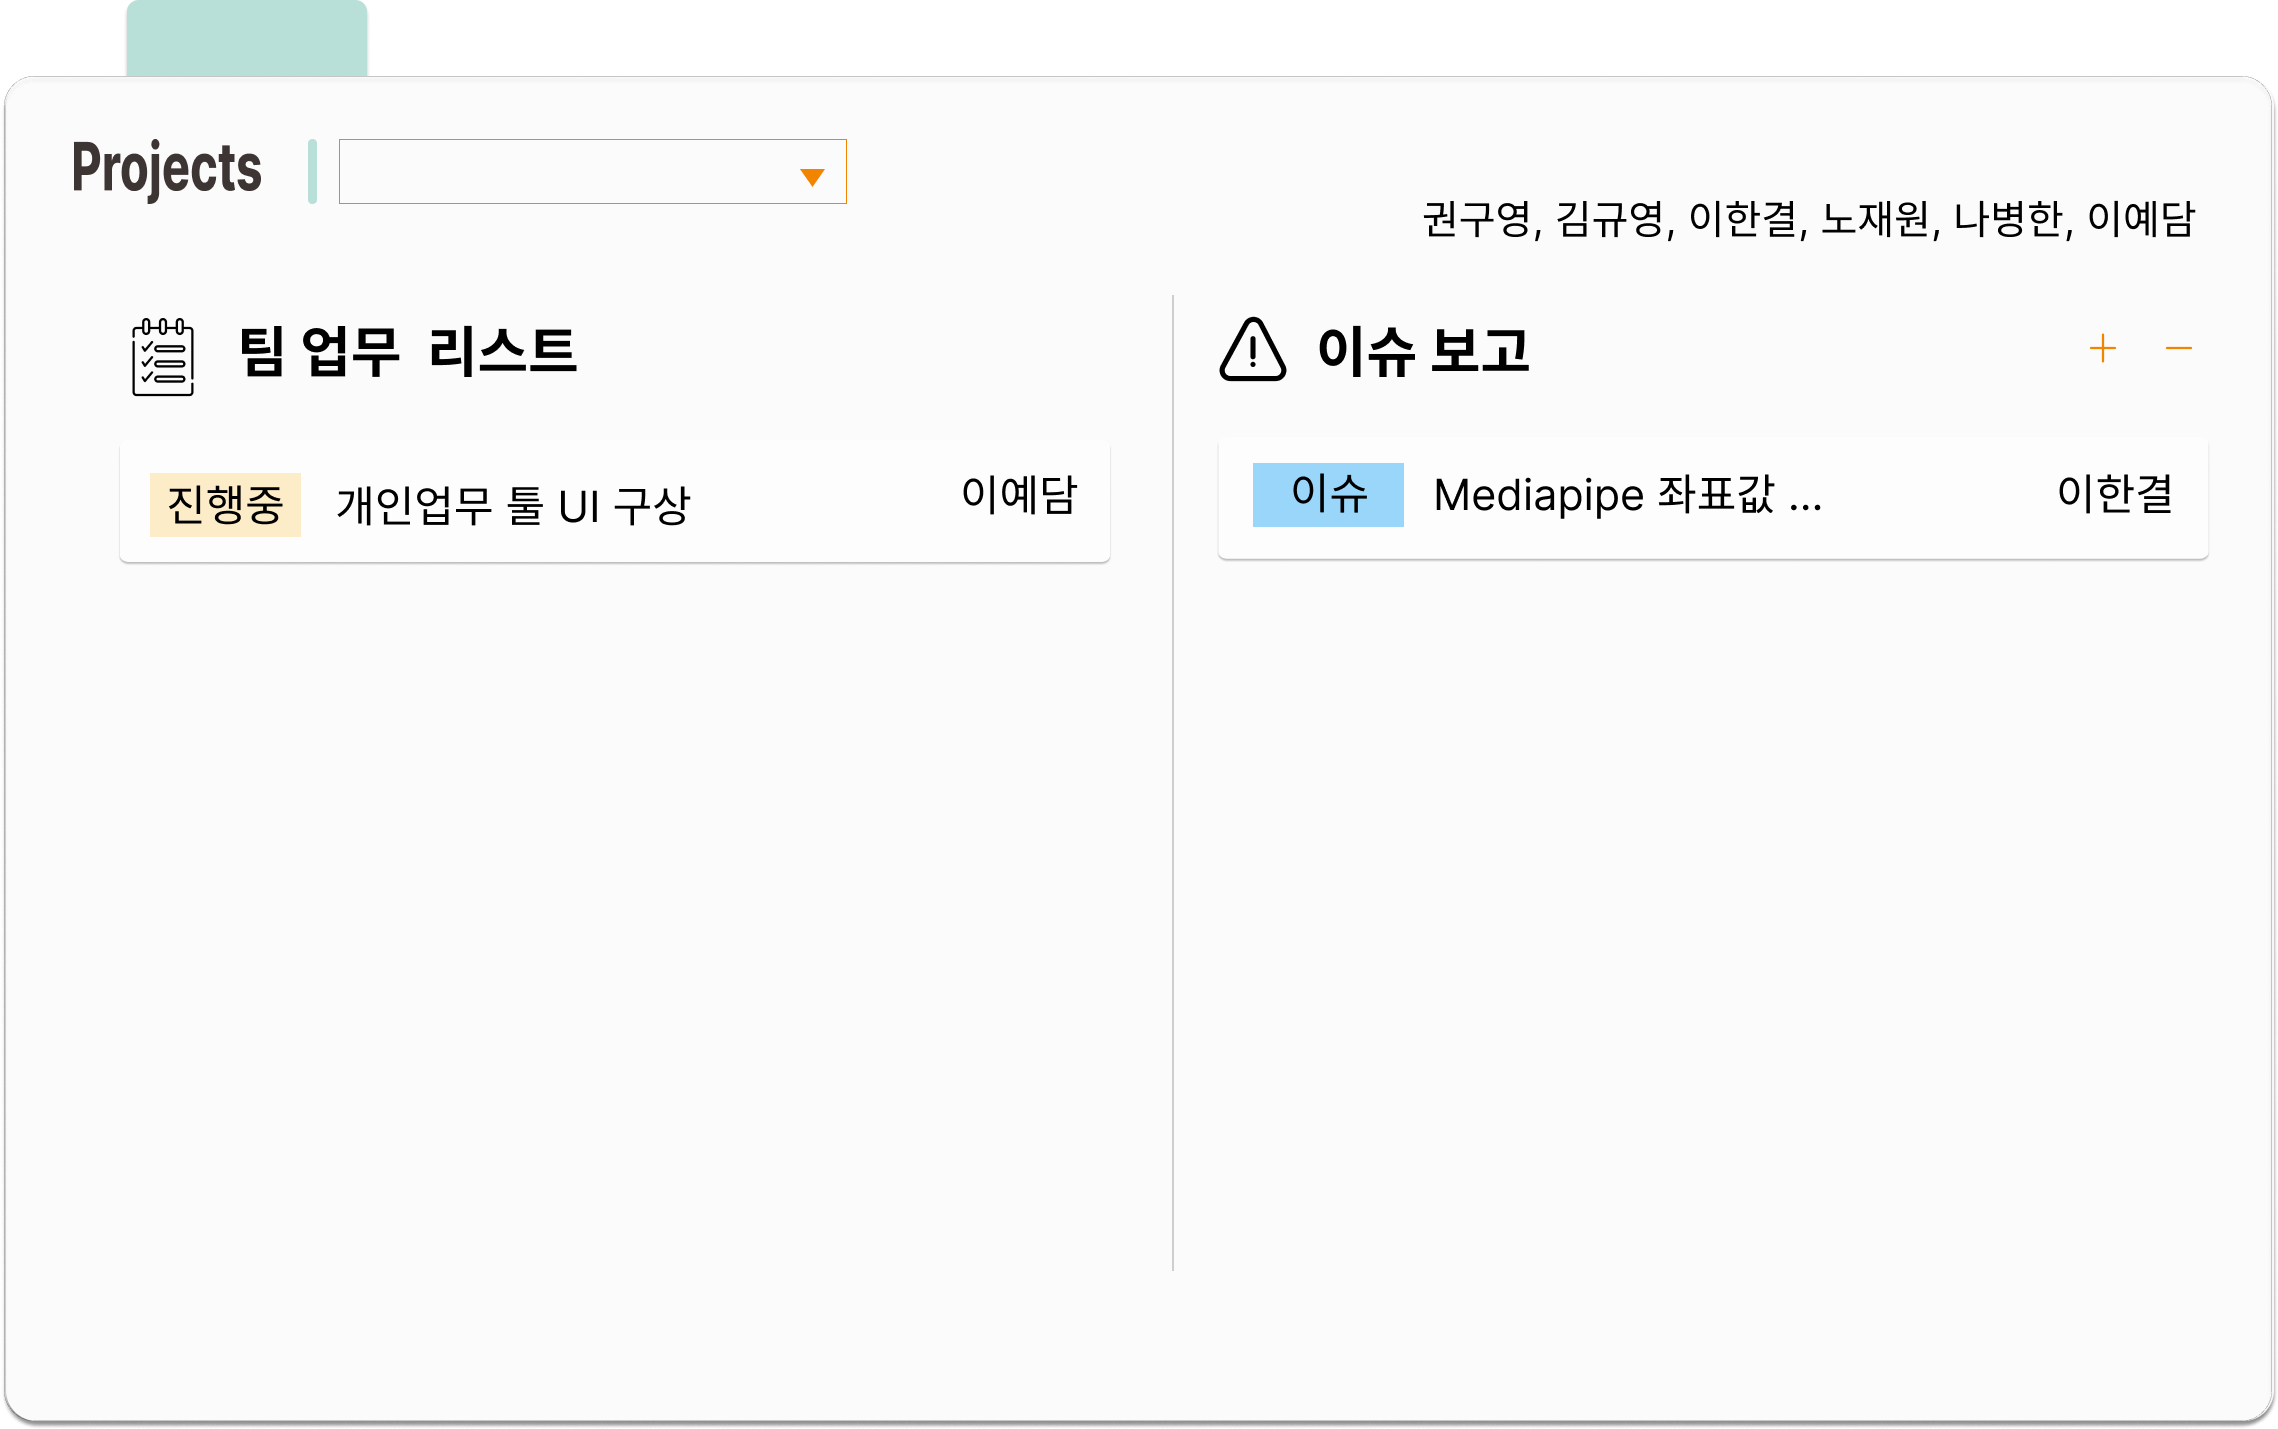 Projects
권구영, 김규영, 이한결, 노재원, 나병한, 이예담
팀 업무 리스트
진행중 개인업무 툴 UI 구상 이예담
이슈 보고
이슈 Mediapipe 좌표값 ... 이한결